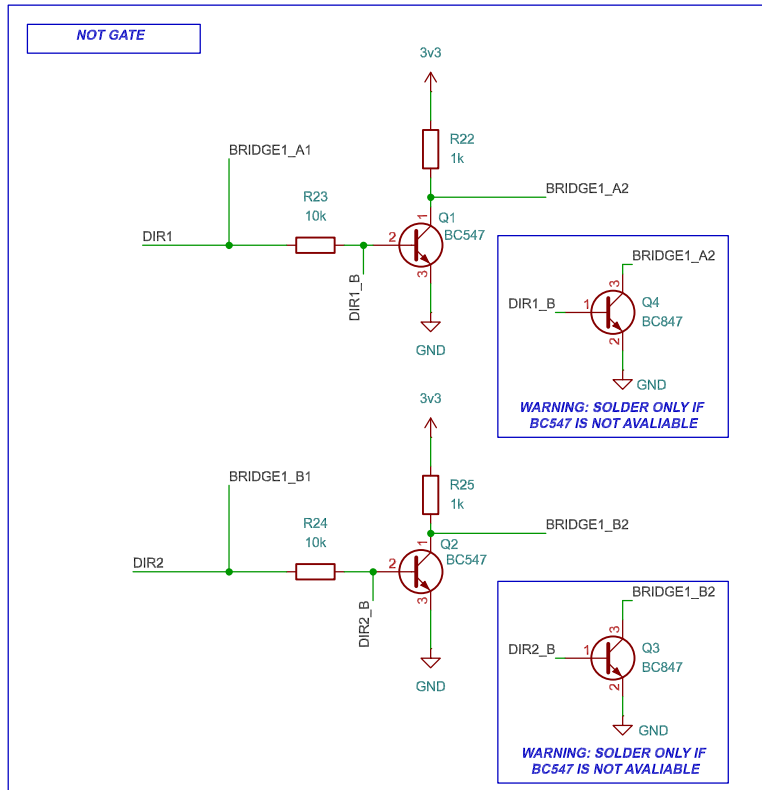 NOT GATE
3v3
R22
1k
BRIDGE1_A1
BRIDGE1_A2
R23
10k
1
Q1
BC547
DIR1
2
3
DIR1_B
GND
BRIDGE1_A2
3
DIR1_B
1
Q4
BC847
2
GND
WARNING: SOLDER ONLY IF
BC547 IS NOT AVALIABLE
3v3
R25
1k
BRIDGE1_B1
BRIDGE1_B2
R24
10k
1
Q2
BC547
DIR2
2
3
DIR2_B
GND
BRIDGE1_B2
3
DIR2_B
1
Q3
BC847
2
GND
WARNING: SOLDER ONLY IF
BC547 IS NOT AVALIABLE